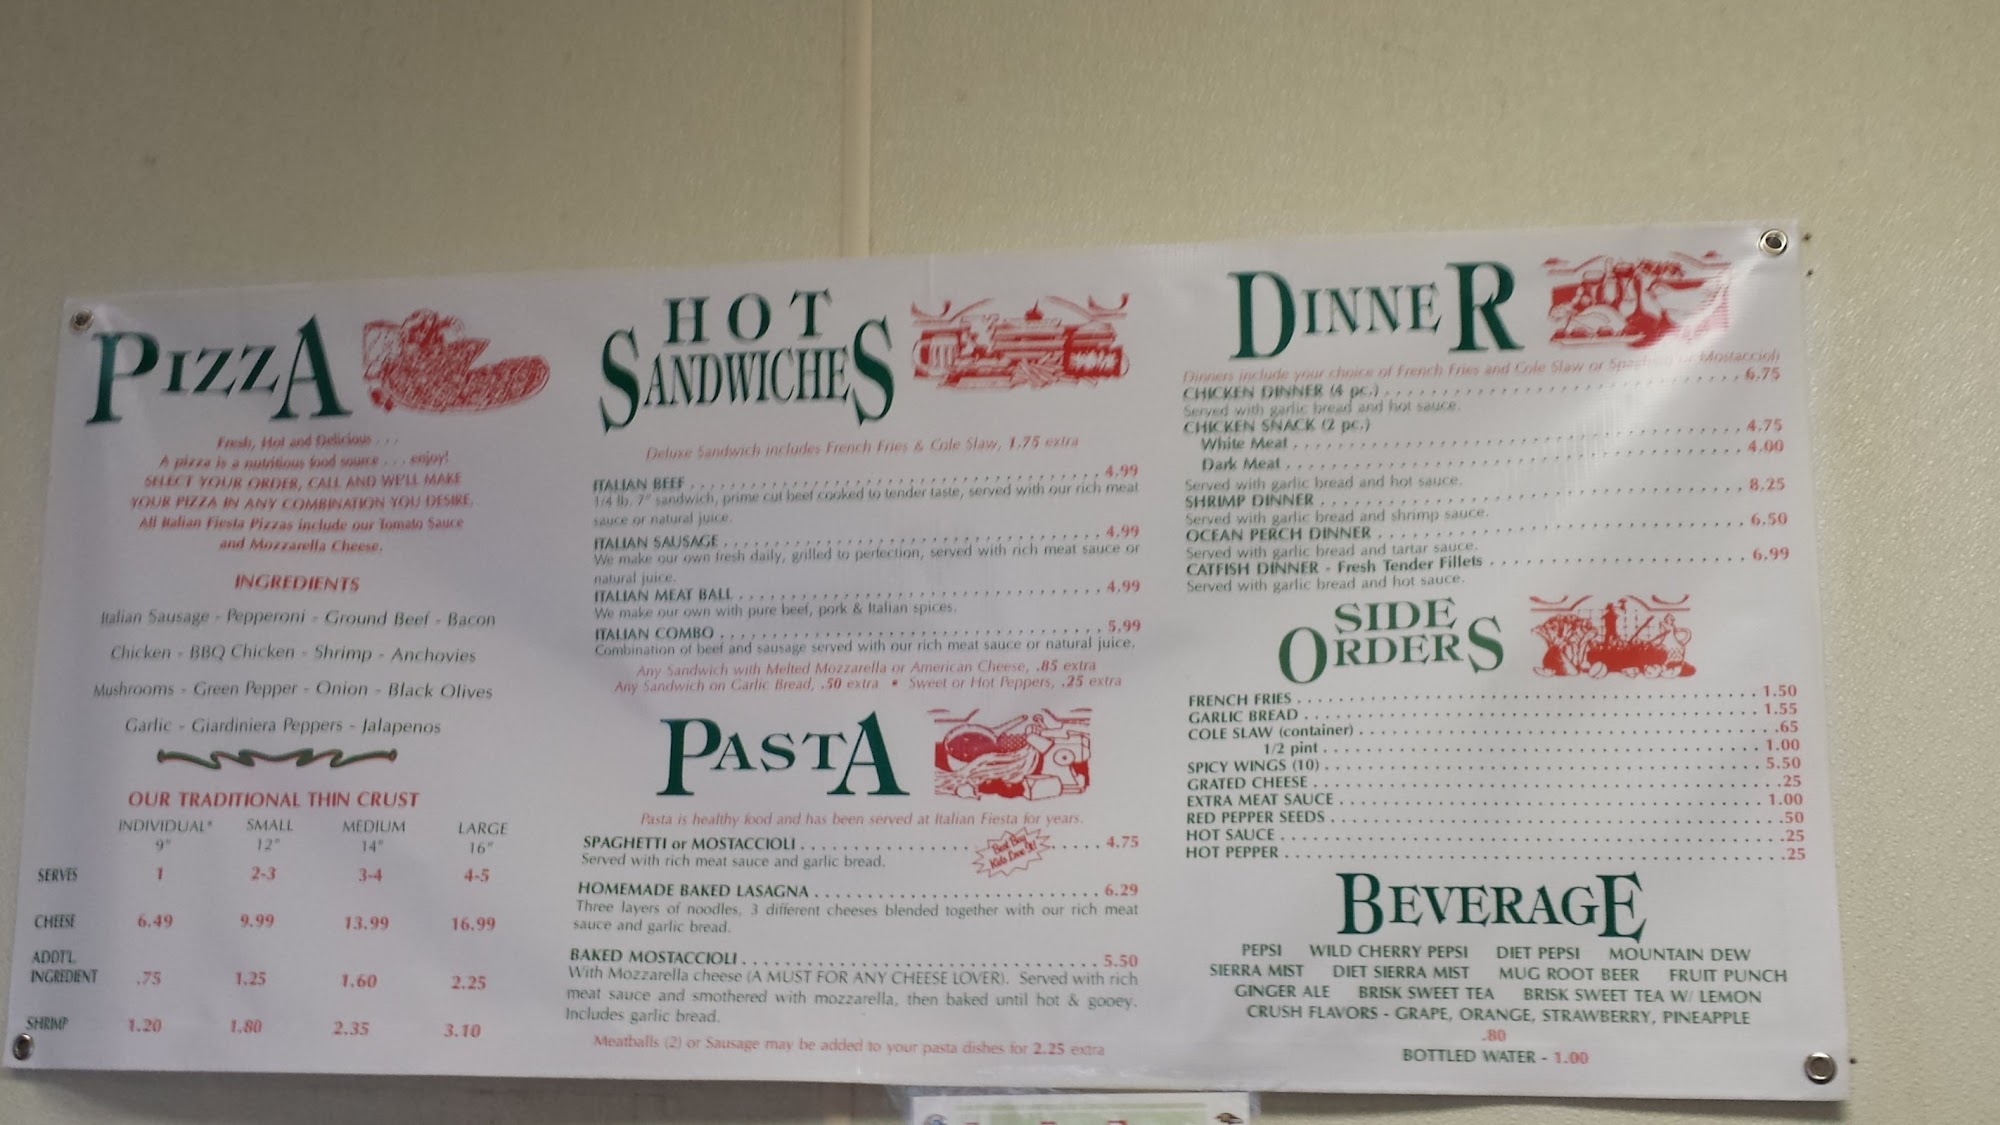 PIZZA
Fresh, Hot and Delicious . . .
A pizza is a nutritious food source . . . enjoy!
SELECT YOUR ORDER, CALL AND WE'LL MAKE
YOUR PIZZA IN ANY COMBINATION YOU DESIRE.
All Italian Fiesta Pizzas include our Tomato Sauce
and Mozzarella Cheese.
INGREDIENTS
Italian Sausage - Pepperoni - Ground Beef - Bacon
Chicken - BBQ Chicken - Shrimp - Anchovies
Mushrooms - Green Pepper - Onion - Black Olives
Garlic - Giardiniera Peppers - Jalapenos
OUR TRADITIONAL THIN CRUST
INDIVIDUAL* SMALL MEDIUM LARGE
9" 12" 14" 16"
SERVES 1 2-3 3-4 4-5
CHEESE 6.49 9.99 13.99 16.99
ADDT'L
INGREDIENT .75 1.25 1.60 2.25
SHRIMP 1.20 1.80 2.35 3.10
HOT
SANDWICHES
Deluxe Sandwich includes French Fries & Cole Slaw, 1.75 extra
ITALIAN BEEF 4.99
1/4 lb. 7" sandwich, prime cut beef cooked to tender taste, served with our rich meat
sauce or natural juice.
ITALIAN SAUSAGE 4.99
We make our own fresh daily, grilled to perfection, served with rich meat sauce or
natural juice.
ITALIAN MEAT BALL 4.99
We make our own with pure beef, pork & Italian spices.
ITALIAN COMBO 5.99
Combination of beef and sausage served with our rich meat sauce or natural juice.
Any Sandwich with Melted Mozzarella or American Cheese, .85 extra
Any Sandwich on Garlic Bread, .50 extra * Sweet or Hot Peppers, .25 extra
PASTA
Pasta is healthy food and has been served at Italian Fiesta for years.
SPAGHETTI or MOSTACCIOLI 4.75
Best Buy
Kids Love It!
Served with rich meat sauce and garlic bread.
HOMEMADE BAKED LASAGNA 6.29
Three layers of noodles, 3 different cheeses blended together with our rich meat
sauce and garlic bread.
BAKED MOSTACCIOLI 5.50
With Mozzarella cheese (A MUST FOR ANY CHEESE LOVER). Served with rich
meat sauce and smothered with mozzarella, then baked until hot & gooey.
Includes garlic bread.
Meatballs (2) or Sausage may be added to your pasta dishes for 2.25 extra
DINNER
Dinners include your choice of French Fries and Cole Slaw or Spaghetti or Mostaccioli
CHICKEN DINNER (4 pc.) 6.75
Served with garlic bread and hot sauce.
CHICKEN SNACK (2 pc.)
White Meat 4.75
Dark Meat 4.00
Served with garlic bread and hot sauce.
SHRIMP DINNER 8.25
Served with garlic bread and shrimp sauce.
OCEAN PERCH DINNER 6.50
Served with garlic bread and tartar sauce.
CATFISH DINNER - Fresh Tender Fillets 6.99
Served with garlic bread and hot sauce.
SIDE
ORDERS
FRENCH FRIES 1.50
GARLIC BREAD 1.55
COLE SLAW (container) .65
1/2 pint 1.00
SPICY WINGS (10) 5.50
GRATED CHEESE .25
EXTRA MEAT SAUCE 1.00
RED PEPPER SEEDS .50
HOT SAUCE .25
HOT PEPPER .25
BEVERAGE
PEPSI WILD CHERRY PEPSI DIET PEPSI MOUNTAIN DEW
SIERRA MIST DIET SIERRA MIST MUG ROOT BEER FRUIT PUNCH
GINGER ALE BRISK SWEET TEA BRISK SWEET TEA W/ LEMON
CRUSH FLAVORS - GRAPE, ORANGE, STRAWBERRY, PINEAPPLE
.80
BOTTLED WATER - 1.00